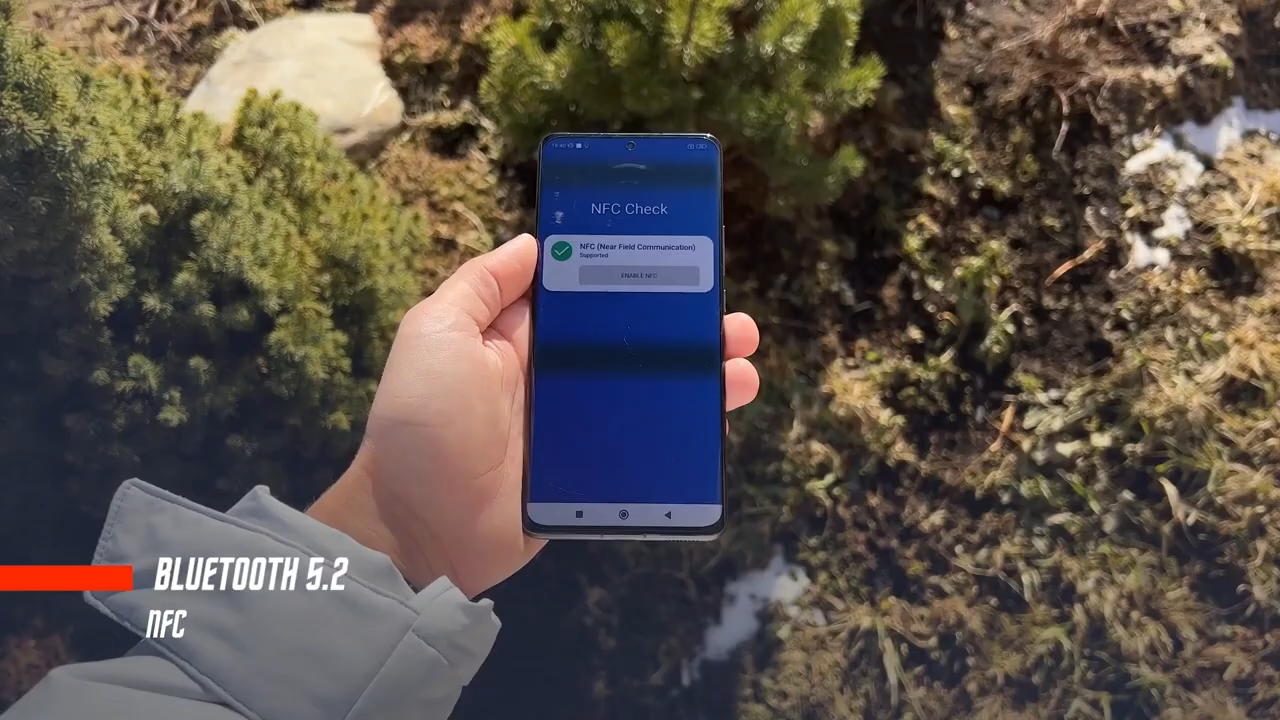 NFC Check
NFC (Near Field Communication)
Supported
ENABLE NFC
BLUETOOTH 5.2
NFC